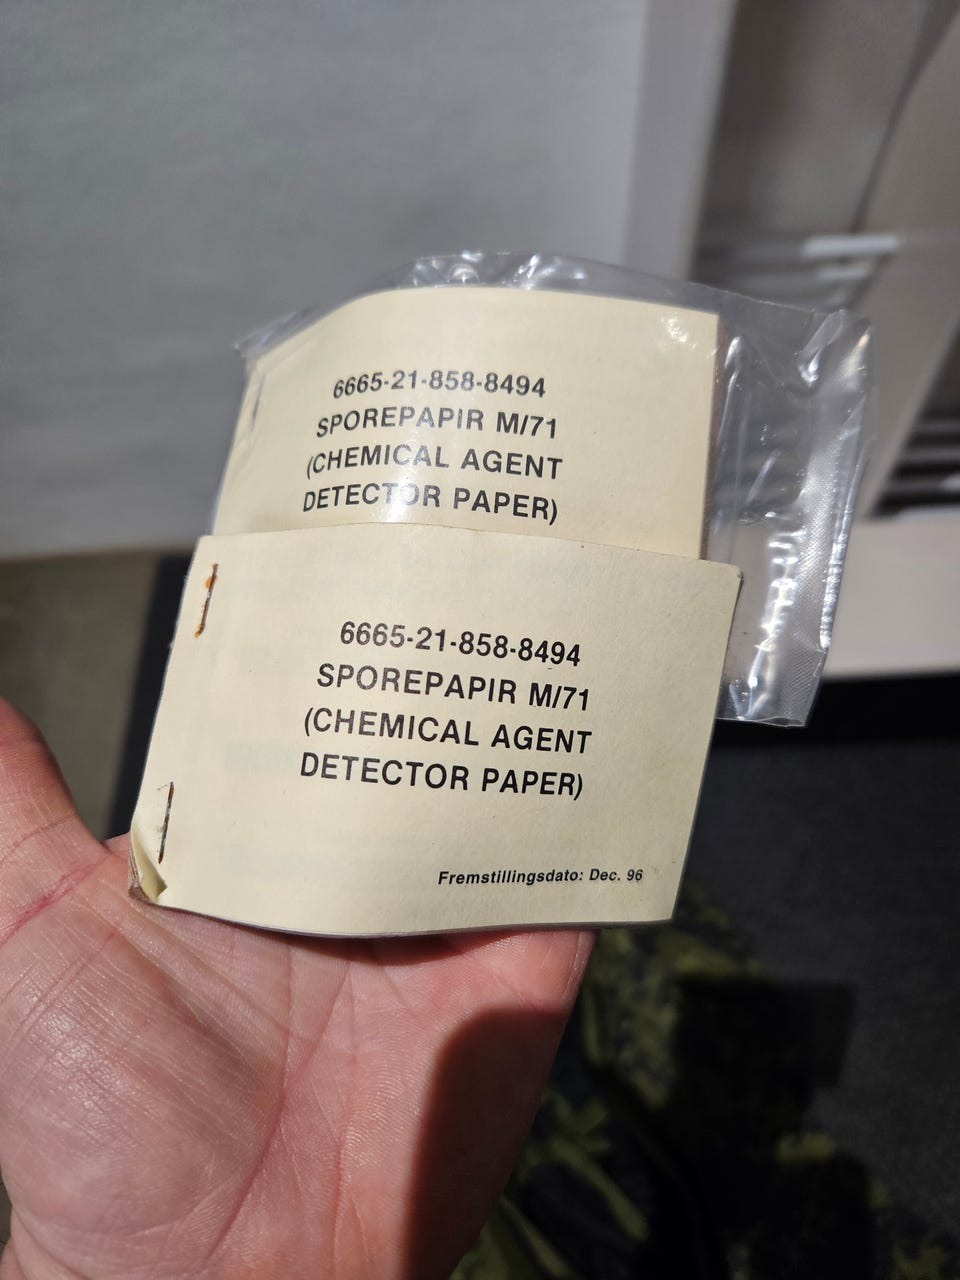 6665-21-858-8494
SPOREPAPIR M/71
(CHEMICAL AGENT
DETECTOR PAPER)
6665-21-858-8494
SPOREPAPIR M/71
(CHEMICAL AGENT
DETECTOR PAPER)
Fremstillingsdato: Dec. 96